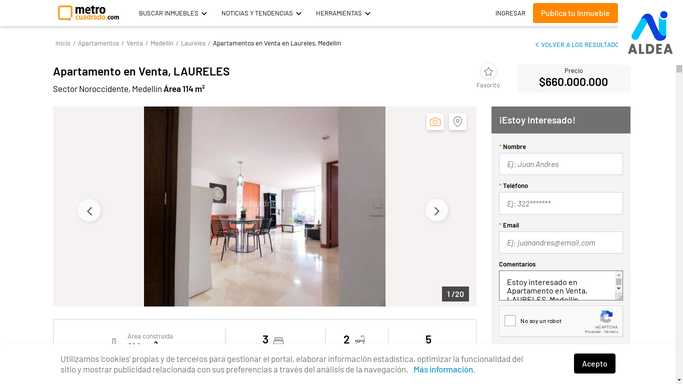 metro
cuadrado.com
BUSCAR INMUEBLES
NOTICIAS Y TENDENCIAS
HERRAMIENTAS
INGRESAR
Publica tu Inmueble
ALDEA
Inicio / Apartamentos / Venta / Medellín / Laureles / Apartamentos en Venta en Laureles, Medellín
< VOLVER A LOS RESULTADO
Apartamento en Venta, LAURELES
Sector Noroccidente, Medellín Área 114 m²
Favorito
Precio
$660.000.000
1 / 20
¡Estoy Interesado!
* Nombre
Ej: Juan Andres
* Teléfono
Ej: 322*******
* Email
Ej: juanandres@email.com
Comentarios
Estoy interesado en
Apartamento en Venta,
LAURELES, Medellín
No soy un robot
reCAPTCHA
Privacidad - Términos
Área construida
3
2
5
Utilizamos 'cookies' propias y de terceros para gestionar el portal, elaborar información estadística, optimizar la funcionalidad del
sitio y mostrar publicidad relacionada con sus preferencias a través del análisis de la navegación. Más información.
Acepto